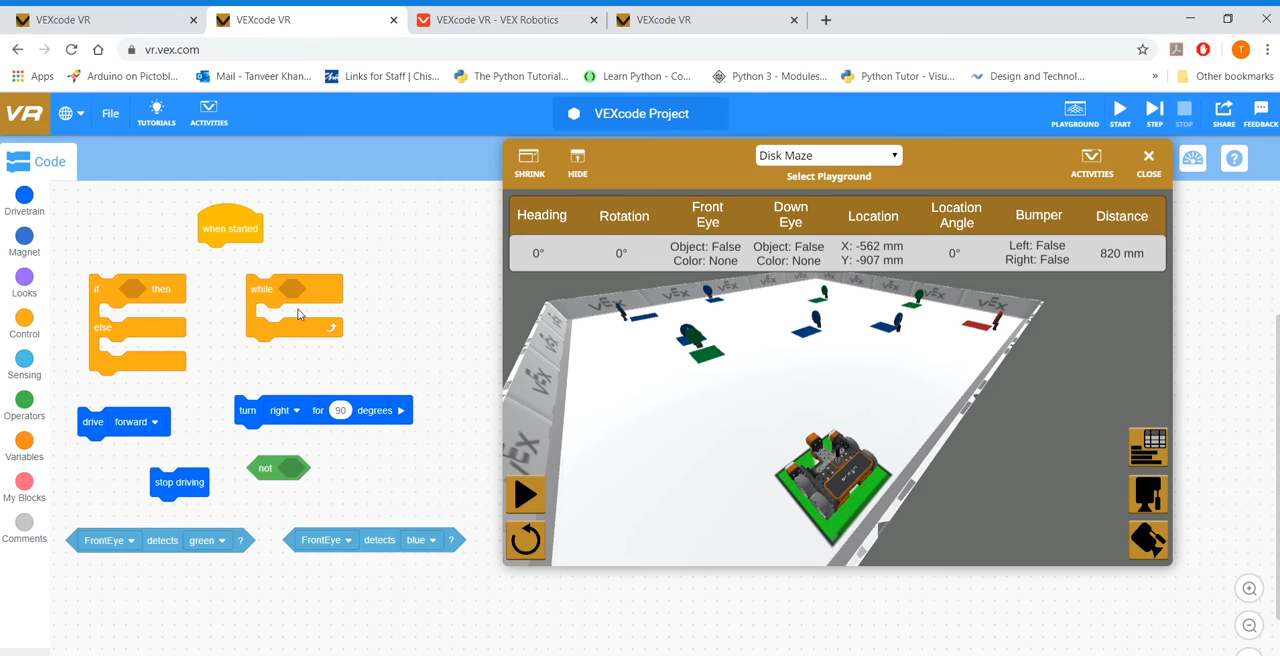 VEXcode VR
VEXcode VR
VEXcode VR - VEX Robotics
VEXcode VR
vr.vex.com
T
Apps
Arduino on Pictobl...
Mail - Tanveer Khan...
Links for Staff | Chis...
The Python Tutorial...
Learn Python - Co...
Python 3 - Modules...
Python Tutor - Visu...
Design and Technol...
»
Other bookmarks
VR
File
TUTORIALS
ACTIVITIES
VEXcode Project
PLAYGROUND
START
STEP
STOP
SHARE
FEEDBACK
Code
Drivetrain
Magnet
Looks
Control
Sensing
Operators
Variables
My Blocks
Comments
when started
if then
else
while
drive forward
turn right for 90 degrees
stop driving
not
FrontEye detects green ?
FrontEye detects blue ?
SHRINK
HIDE
Disk Maze
Select Playground
ACTIVITIES
CLOSE
Heading Rotation Front Eye Down Eye Location Location Angle Bumper Distance
0° 0° Object: False Color: None Object: False Color: None X: -562 mm Y: -907 mm 0° Left: False Right: False 820 mm
VEX
VEX
VEX
VEX
VEX
VEX
?